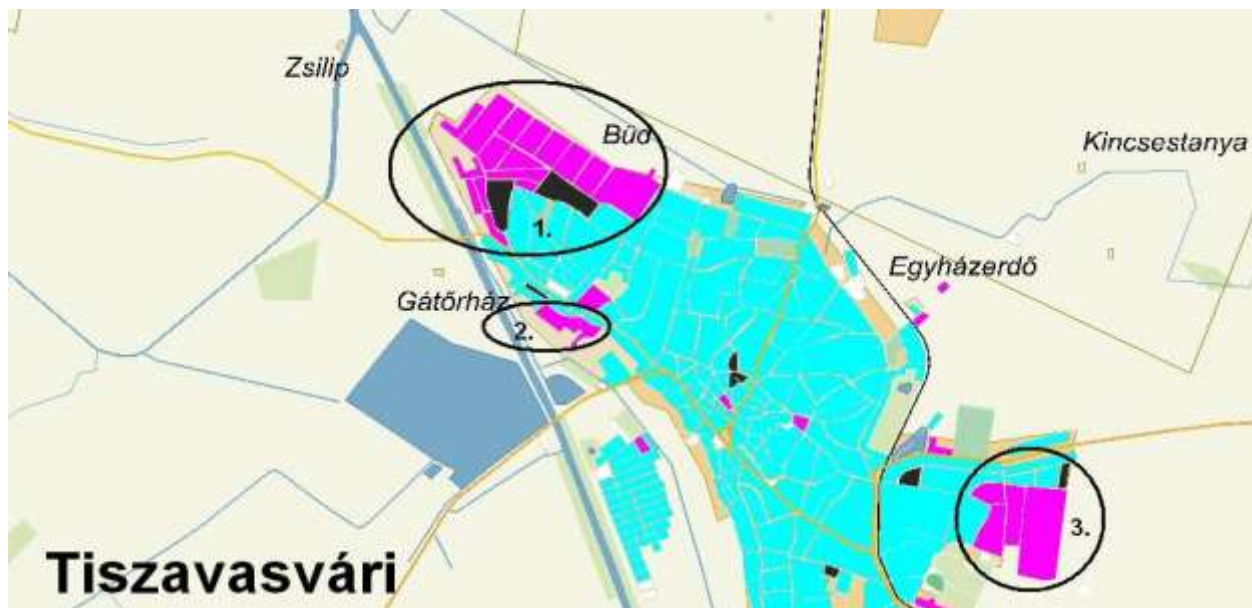 Zsilip
Büd
Kincsestanya
1.
Egyházerdő
Gátőrház
2.
3.
Tiszavasvári